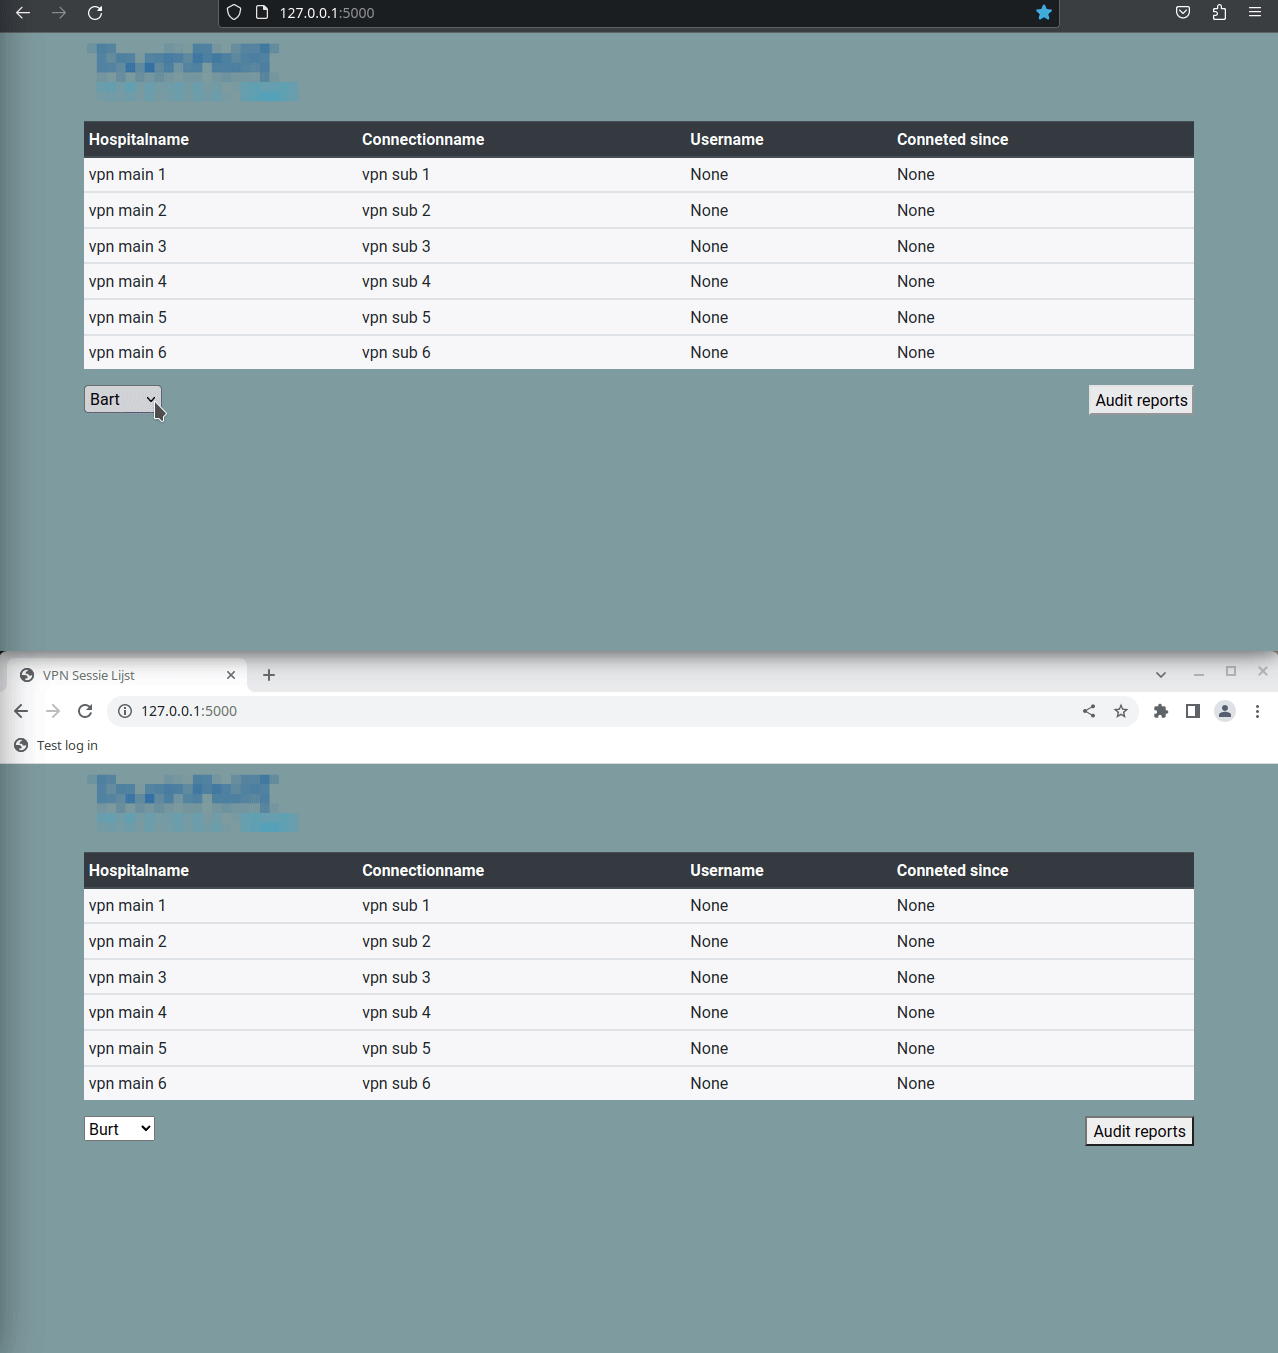 127.0.0.1:5000
Hospitalname Connectionname Username Conneted since
vpn main 1 vpn sub 1 None None
vpn main 2 vpn sub 2 None None
vpn main 3 vpn sub 3 None None
vpn main 4 vpn sub 4 None None
vpn main 5 vpn sub 5 None None
vpn main 6 vpn sub 6 None None
Bart Audit reports
VPN Sessie Lijst
127.0.0.1:5000
Test log in
Hospitalname Connectionname Username Conneted since
vpn main 1 vpn sub 1 None None
vpn main 2 vpn sub 2 None None
vpn main 3 vpn sub 3 None None
vpn main 4 vpn sub 4 None None
vpn main 5 vpn sub 5 None None
vpn main 6 vpn sub 6 None None
Burt Audit reports